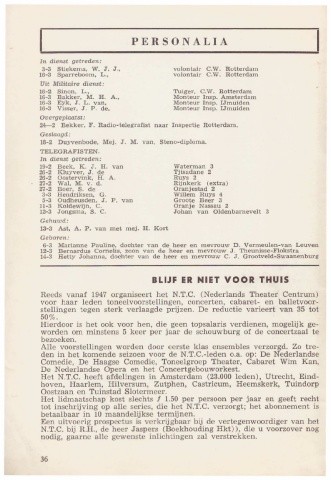 PERSONALIA
In dienst getreden:
3-3 Stiekema, W. J. J., volontair C.W. Rotterdam
16-3 Sparreboom, L., volontair C.W. Rotterdam
Uit Militaire dienst:
16-2 Simon, L., Tuiger, C.W. Rotterdam
16-3 Bakker, M. H. A., Monteur Insp. Amsterdam
16-3 Eyk, J. L. van, Monteur Insp. IJmuiden
18-3 Visser, J. P. de, Monteur Insp. IJmuiden
Overgeplaatst:
24-2 Bekker, F. Radio-telegrafist naar Inspectie Rotterdam.
Geslaagd:
18-2 Duyvenbode, Mej. J. M. van. Steno-diploma.
TELEGRAFISTEN.
In dienst getreden:
19-2 Beek, K. J. H. van Waterman 3
26-2 Kluyver, J. de Tjisadane 2
26-2 Oostervink, H. A. Huys 2
27-2 Wal, M. v. d. Rijnkerk (extra)
27-2 Beer, S. de Oranjestad 2
3-3 Hendriksen, G. Willem Ruys 4
5-3 Oudheusden, J. F. van Groote Beer 3
11-3 Koldewijn, C. Oranje Nassau 2
12-3 Jongsma, S. C. Johan van Oldenbarnevelt 3
Gehuwd:
13-3 Ast, A. P. van met mej. H. Kort
Geboren:
6-3 Marianne Pauline, dochter van de heer en mevrouw D. Vermeulen-van Leuven
12-3 Bernardus Cornelis, zoon van de heer en mevrouw J. Theunisse-Flokstra
14-3 Hetty Johanna, dochter van de heer en mevrouw C. J. Grootveld-Swanenburg
BLIJF ER NIET VOOR THUIS
Reeds vanaf 1947 organiseert het N.T.C. (Nederlands Theater Centrum)
voor haar leden toneelvoorstellingen, concerten, cabaret- en balletvoor-
stellingen tegen sterk verlaagde prijzen. De reductie varieert van 35 tot
50%.
Hierdoor is het ook voor hen, die geen topsalaris verdienen, mogelijk ge-
worden om minstens 5 keer per jaar de schouwburg of de concertzaal te
bezoeken.
Alle voorstellingen worden door eerste klas ensembles verzorgd. Zo tre-
den in het komende seizoen voor de N.T.C.-leden o.a. op: De Nederlandse
Comedie, De Haagse Comedie, Toneelgroep Theater, Cabaret Wim Kan,
De Nederlandse Opera en Het Concertgebouworkest.
Het N.T.C. heeft afdelingen in Amsterdam (23.000 leden), Utrecht, Eind-
hoven, Haarlem, Hilversum, Zutphen, Castricum, Heemskerk, Tuindorp
Oostzaan en Tuinstad Slotermeer.
Het lidmaatschap kost slechts ƒ 1.50 per persoon per jaar en geeft recht
tot inschrijving op alle series, die het N.T.C. verzorgt; het abonnement is
betaalbaar in 10 maandelijkse termijnen.
Een uitvoerig prospectus is verkrijgbaar bij de vertegenwoordiger van het
N.T.C. bij R.H., de heer Jaspers (Boekhouding Hkt)), die u voorzover nog
nodig, gaarne alle gewenste inlichtingen zal verstrekken.
36